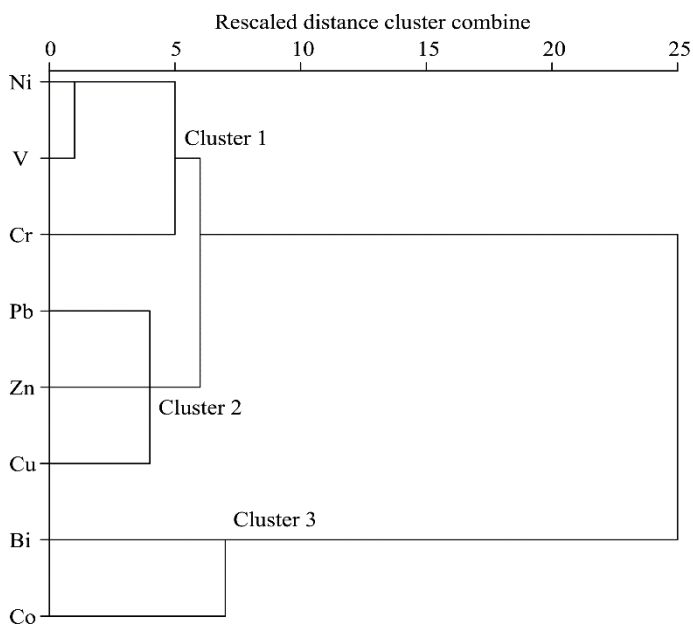 Rescaled distance cluster combine
0 5 10 15 20 25
Ni
Cluster 1
V
Cr
Pb
Zn
Cluster 2
Cu
Cluster 3
Bi
Co